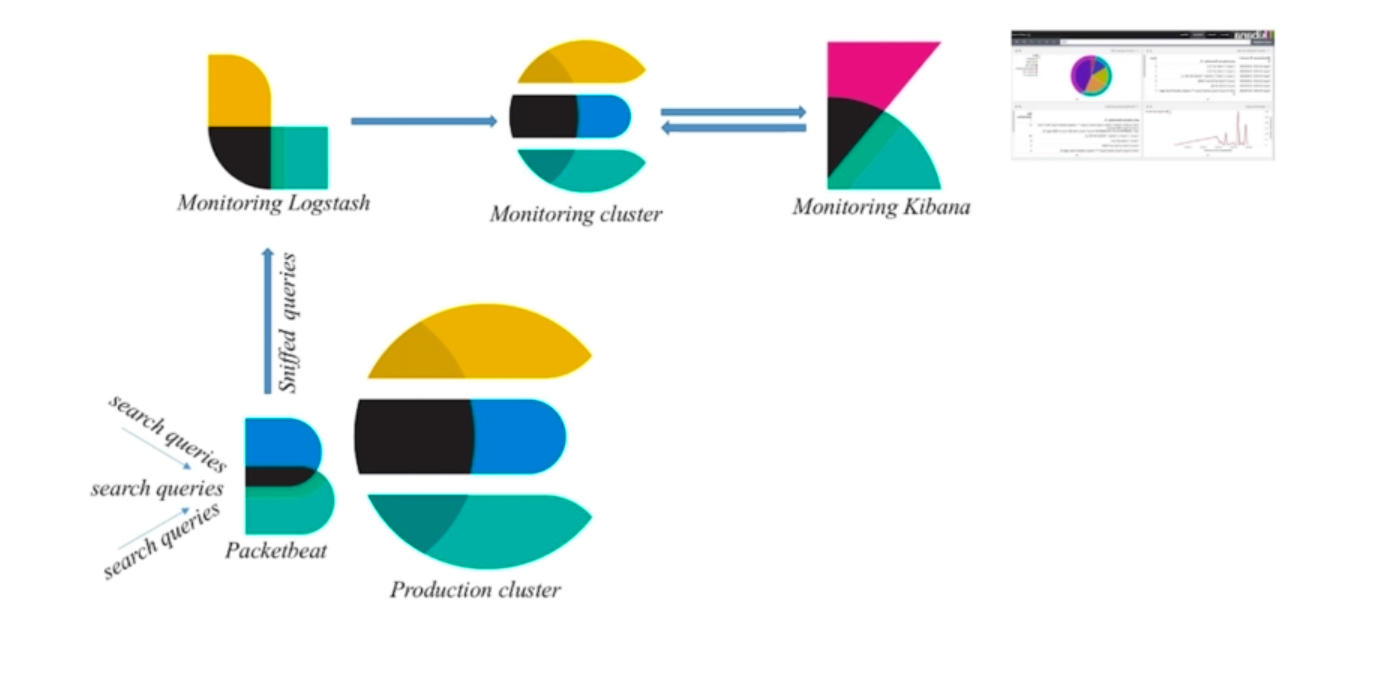 Monitoring Logstash
Monitoring cluster
Monitoring Kibana
kibana
Sniffed queries
search queries
search queries
search queries
Packetbeat
Production cluster